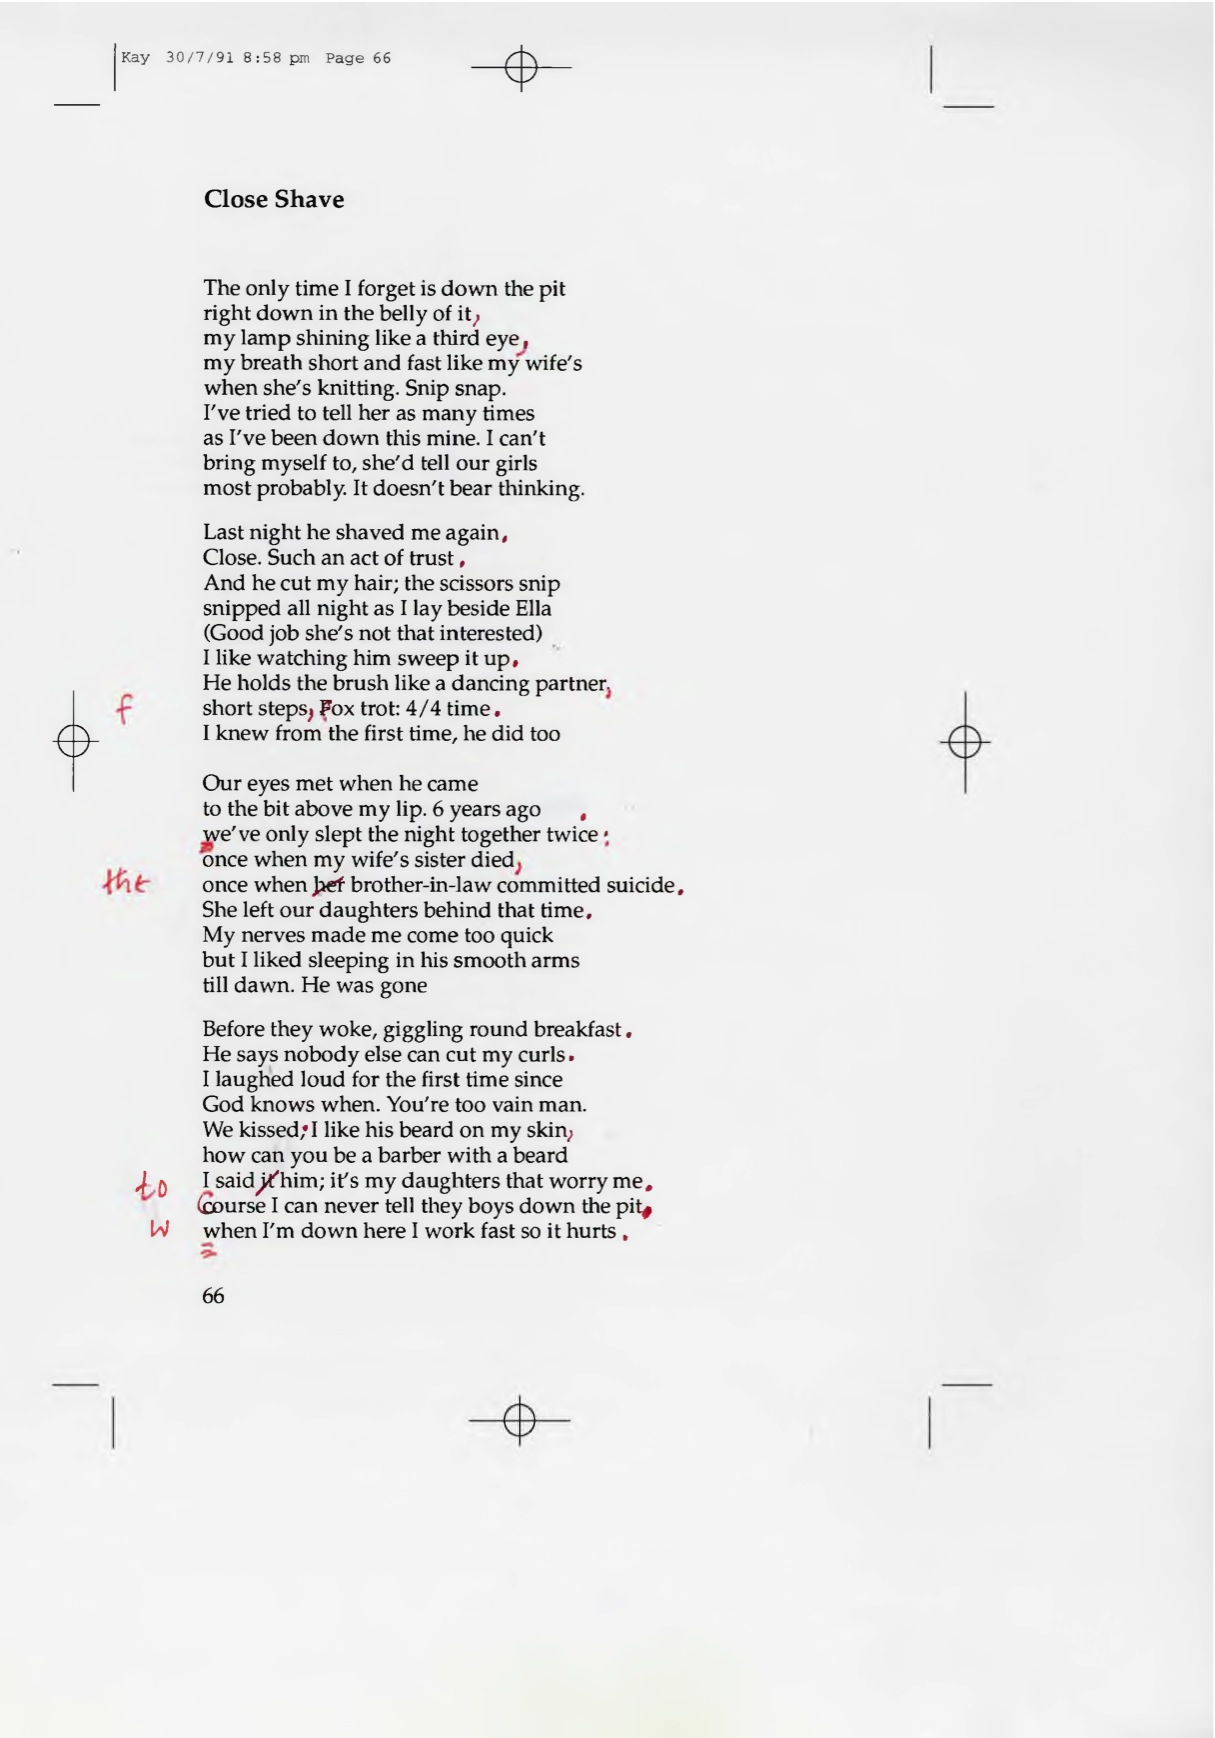 Kay 30/7/91 8:58 pm Page 66
Close Shave
The only time I forget is down the pit
right down in the belly of it,
my lamp shining like a third eye,
my breath short and fast like my wife's
when she's knitting. Snip snap.
I've tried to tell her as many times
as I've been down this mine. I can't
bring myself to, she'd tell our girls
most probably. It doesn't bear thinking.
Last night he shaved me again.
Close. Such an act of trust.
And he cut my hair; the scissors snip
snipped all night as I lay beside Ella
(Good job she's not that interested)
I like watching him sweep it up.
He holds the brush like a dancing partner,
f
short steps, Fox trot: 4/4 time.
I knew from the first time, he did too
Our eyes met when he came
to the bit above my lip. 6 years ago .
we've only slept the night together twice:
once when my wife's sister died,
the
once when her brother-in-law committed suicide.
She left our daughters behind that time.
My nerves made me come too quick
but I liked sleeping in his smooth arms
till dawn. He was gone
Before they woke, giggling round breakfast.
He says nobody else can cut my curls.
I laughed loud for the first time since
God knows when. You're too vain man.
We kissed; I like his beard on my skin,
how can you be a barber with a beard
to
I said it him; it's my daughters that worry me.
Course I can never tell they boys down the pit.
W
when I'm down here I work fast so it hurts.
66